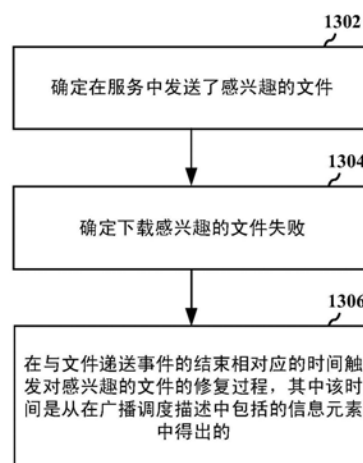 1302
确定在服务中发送了感兴趣的文件
1304
确定下载感兴趣的文件失败
1306
在与文件递送事件的结束相对应的时间触
发对感兴趣的文件的修复过程，其中该时
间是从在广播调度描述中包括的信息元素
中得出的